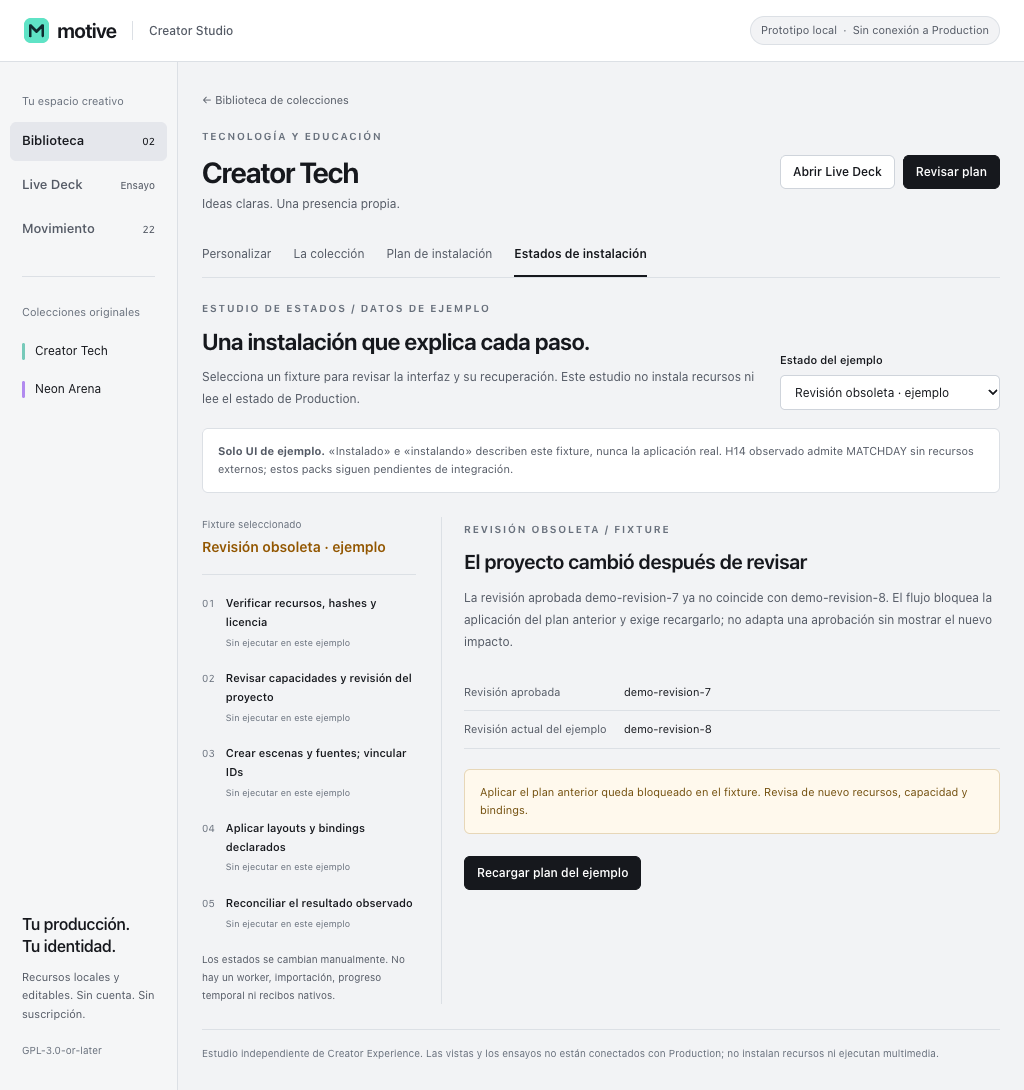 motive
Creator Studio
Prototipo local · Sin conexión a Production
Tu espacio creativo
Biblioteca 02
Live Deck Ensayo
Movimiento 22
Colecciones originales
Creator Tech
Neon Arena
Tu producción.
Tu identidad.
Recursos locales y
editables. Sin cuenta. Sin
suscripción.
GPL-3.0-or-later
← Biblioteca de colecciones
TECNOLOGÍA Y EDUCACIÓN
Creator Tech
Ideas claras. Una presencia propia.
Abrir Live Deck
Revisar plan
Personalizar
La colección
Plan de instalación
Estados de instalación
ESTUDIO DE ESTADOS / DATOS DE EJEMPLO
Una instalación que explica cada paso.
Selecciona un fixture para revisar la interfaz y su recuperación. Este estudio no instala recursos ni
lee el estado de Production.
Estado del ejemplo
Revisión obsoleta · ejemplo
Solo UI de ejemplo. «Instalado» e «instalando» describen este fixture, nunca la aplicación real. H14 observado admite MATCHDAY sin recursos
externos; estos packs siguen pendientes de integración.
Fixture seleccionado
Revisión obsoleta · ejemplo
01 Verificar recursos, hashes y
licencia
Sin ejecutar en este ejemplo
02 Revisar capacidades y revisión del
proyecto
Sin ejecutar en este ejemplo
03 Crear escenas y fuentes; vincular
IDs
Sin ejecutar en este ejemplo
04 Aplicar layouts y bindings
declarados
Sin ejecutar en este ejemplo
05 Reconciliar el resultado observado
Sin ejecutar en este ejemplo
Los estados se cambian manualmente. No
hay un worker, importación, progreso
temporal ni recibos nativos.
REVISIÓN OBSOLETA / FIXTURE
El proyecto cambió después de revisar
La revisión aprobada demo-revision-7 ya no coincide con demo-revision-8. El flujo bloquea la
aplicación del plan anterior y exige recargarlo; no adapta una aprobación sin mostrar el nuevo
impacto.
Revisión aprobada demo-revision-7
Revisión actual del ejemplo demo-revision-8
Aplicar el plan anterior queda bloqueado en el fixture. Revisa de nuevo recursos, capacidad y
bindings.
Recargar plan del ejemplo
Estudio independiente de Creator Experience. Las vistas y los ensayos no están conectados con Production; no instalan recursos ni ejecutan multimedia.